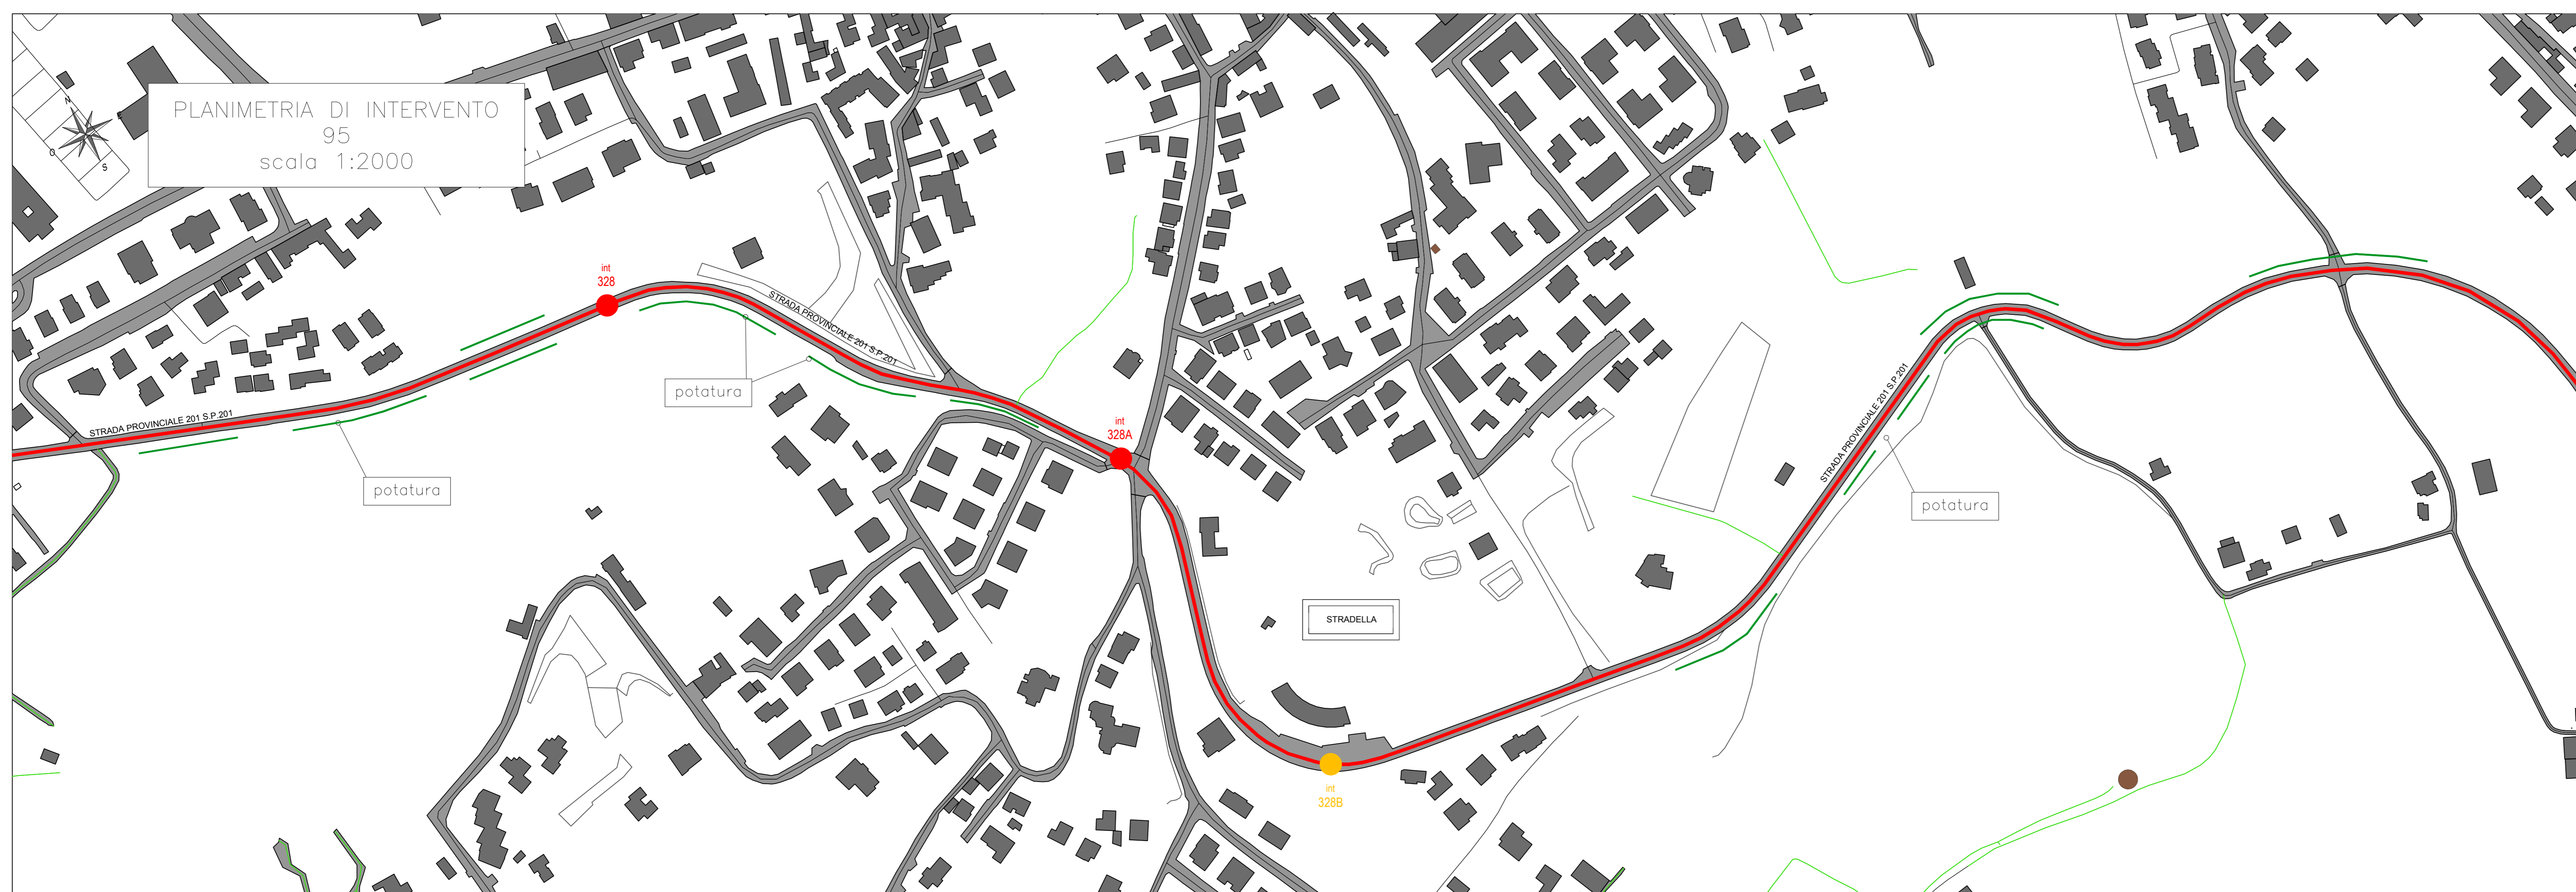 PLANIMETRIA DI INTERVENTO
95
scala 1:2000
N
O
S
int
328
STRADA PROVINCIALE 201 S.P.201
potatura
STRADA PROVINCIALE 201 S.P.201
int
328A
potatura
STRADA PROVINCIALE 201 S.P.201
potatura
STRADELLA
int
328B